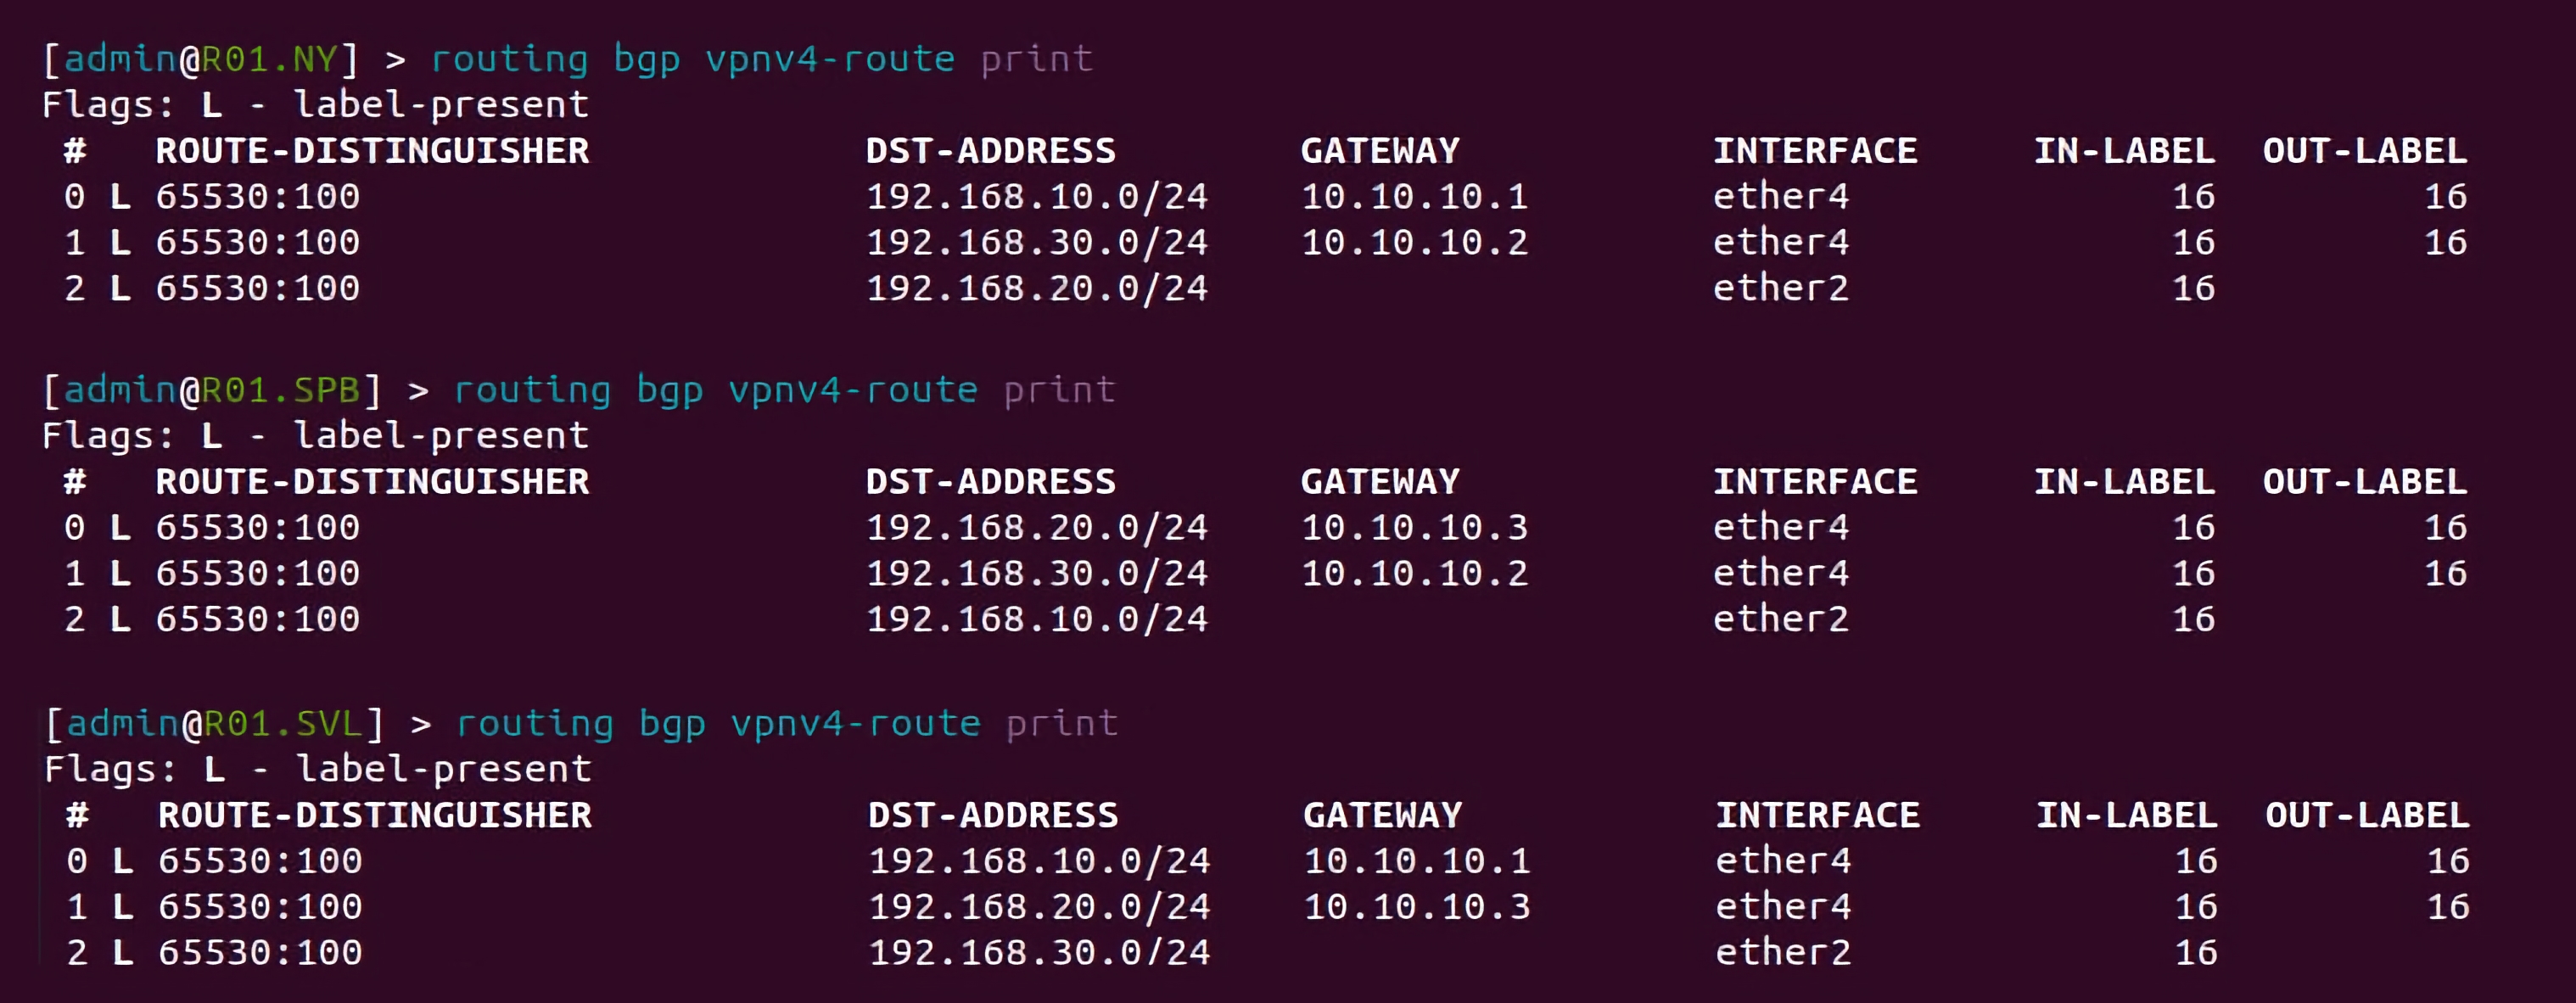 [admin@R01.NY] > routing bgp vpnv4-route print
Flags: L - label-present
#   ROUTE-DISTINGUISHER   DST-ADDRESS   GATEWAY   INTERFACE   IN-LABEL   OUT-LABEL
0 L 65530:100   192.168.10.0/24   10.10.10.1   ether4   16   16
1 L 65530:100   192.168.30.0/24   10.10.10.2   ether4   16   16
2 L 65530:100   192.168.20.0/24   ether2   16
[admin@R01.SPB] > routing bgp vpnv4-route print
Flags: L - label-present
#   ROUTE-DISTINGUISHER   DST-ADDRESS   GATEWAY   INTERFACE   IN-LABEL   OUT-LABEL
0 L 65530:100   192.168.20.0/24   10.10.10.3   ether4   16   16
1 L 65530:100   192.168.30.0/24   10.10.10.2   ether4   16   16
2 L 65530:100   192.168.10.0/24   ether2   16
[admin@R01.SVL] > routing bgp vpnv4-route print
Flags: L - label-present
#   ROUTE-DISTINGUISHER   DST-ADDRESS   GATEWAY   INTERFACE   IN-LABEL   OUT-LABEL
0 L 65530:100   192.168.10.0/24   10.10.10.1   ether4   16   16
1 L 65530:100   192.168.20.0/24   10.10.10.3   ether4   16   16
2 L 65530:100   192.168.30.0/24   ether2   16